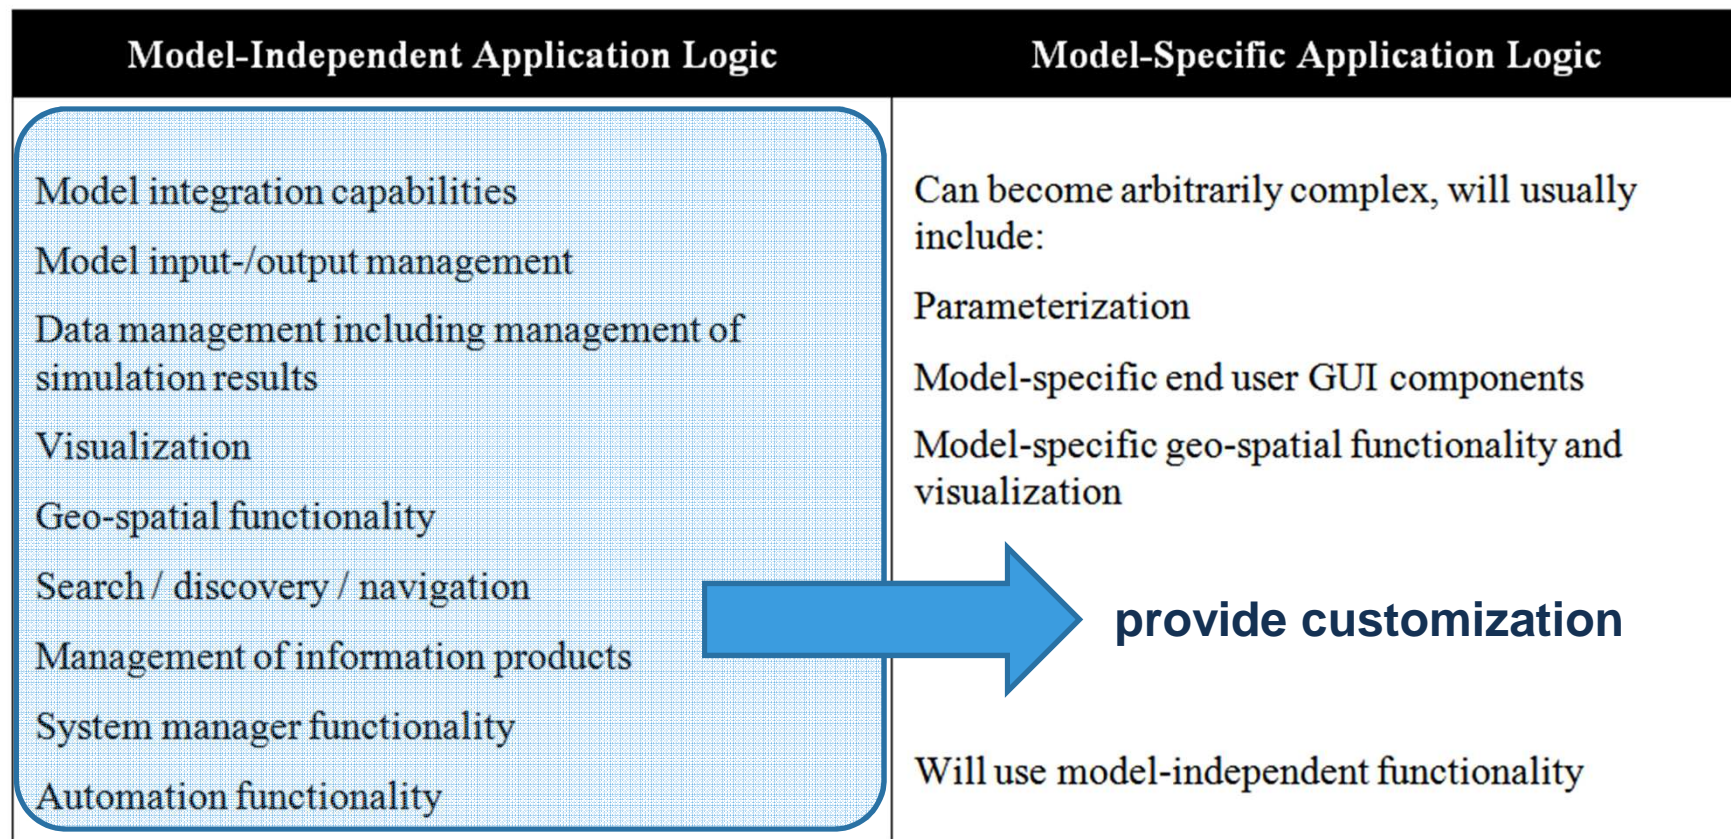 Model-Independent Application Logic
Model-Specific Application Logic
Model integration capabilities
Model input-/output management
Data management including management of
simulation results
Visualization
Geo-spatial functionality
Search / discovery / navigation
Management of information products
System manager functionality
Automation functionality
Can become arbitrarily complex, will usually
include:
Parameterization
Model-specific end user GUI components
Model-specific geo-spatial functionality and
visualization
provide customization
Will use model-independent functionality